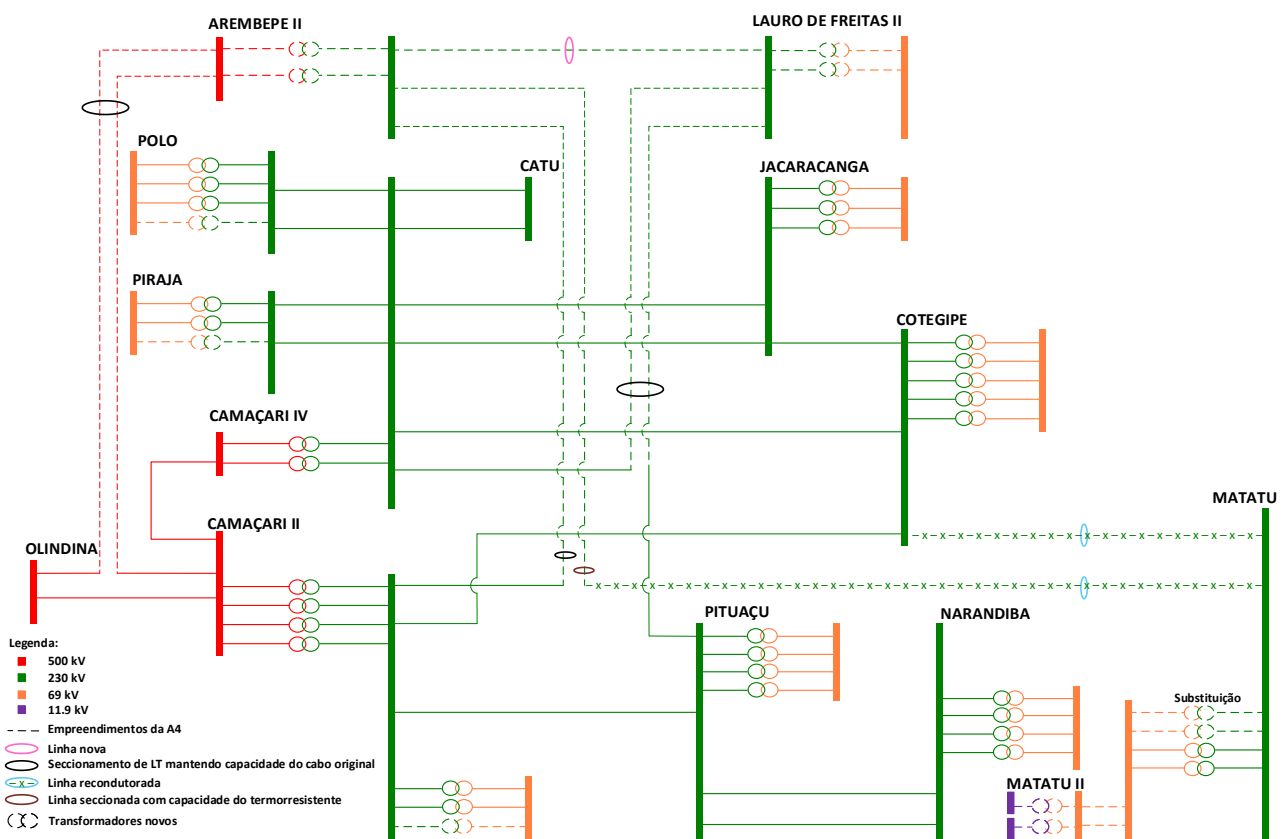 AREMBEPE II
LAURO DE FREITAS II
POLO
CATU
JACARACANGA
PIRAJA
COTEGIPE
CAMAÇARI IV
MATATU
CAMAÇARI II
OLINDINA
PITUAÇU
NARANDIBA
Legenda:
500 kV
230 kV
69 kV
11.9 kV
Empreendimentos da A4
Linha nova
Seccionamento de LT mantendo capacidade do cabo original
x
Linha recondutorada
Linha seccionada com capacidade do termorresistente
Transformadores novos
Substituição
MATATU II